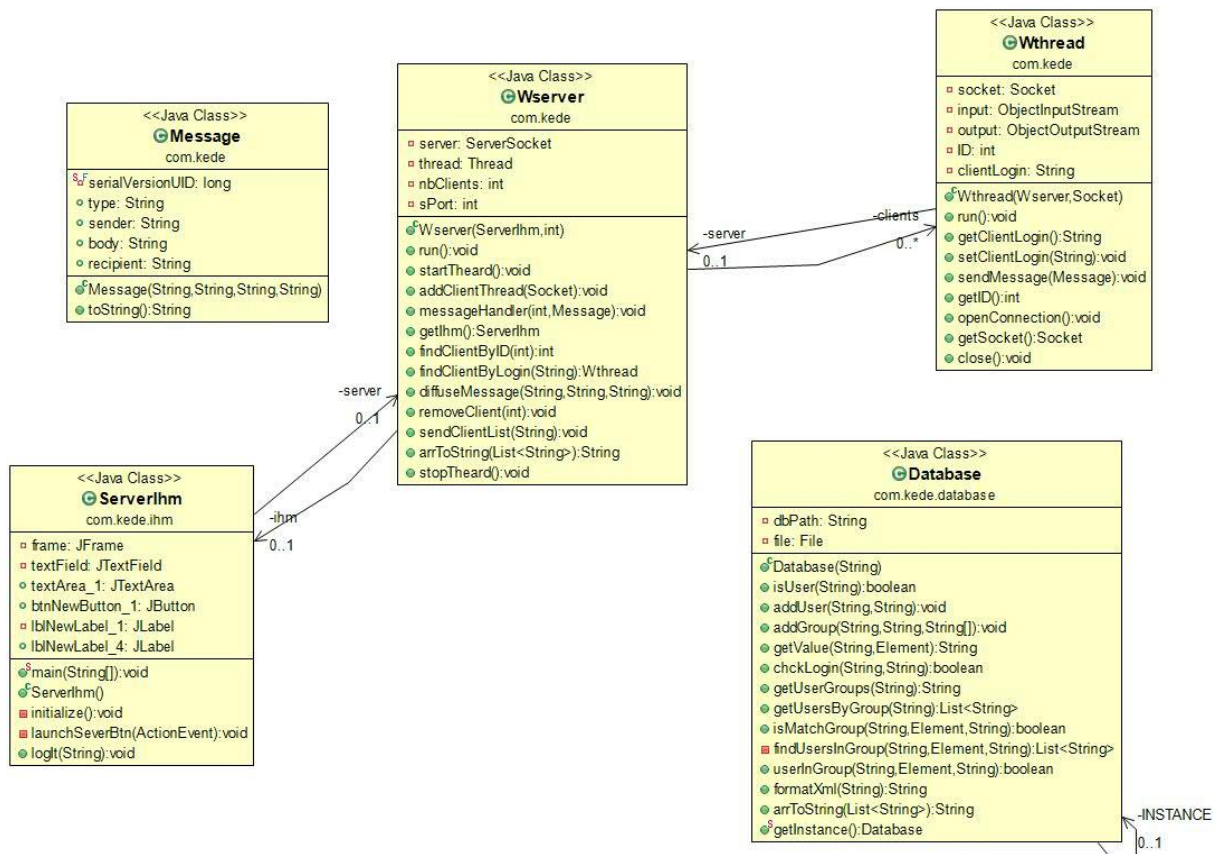 <<Java Class>>
Message
com.kede
serialVersionUID: long
type: String
sender: String
body: String
recipient: String
Message(String,String,String,String)
toString():String
<<Java Class>>
Wserver
com.kede
server: ServerSocket
thread: Thread
nbClients: int
sPort: int
Wserver(ServerIhm,int)
run():void
startTheard():void
addClientThread(Socket):void
messageHandler(int,Message):void
getIhm():ServerIhm
findClientByID(int):int
findClientByLogin(String):Wthread
diffuseMessage(String,String,String):void
removeClient(int):void
sendClientList(String):void
arrToString(List<String>):String
stopTheard():void
<<Java Class>>
Wthread
com.kede
socket: Socket
input: ObjectInputStream
output: ObjectOutputStream
ID: int
clientLogin: String
Wthread(Wserver,Socket)
run():void
getClientLogin():String
setClientLogin(String):void
sendMessage(Message):void
getID():int
openConnection():void
getSocket():Socket
close():void
-server
0..1
-clients
0..*
-server
0..1
-ihm
0..1
<<Java Class>>
ServerIhm
com.kede.ihm
frame: JFrame
textField: JTextField
textArea_1: JTextArea
btnNewButton_1: JButton
lblNewLabel_1: JLabel
lblNewLabel_4: JLabel
main(String[]):void
ServerIhm()
initialize():void
launchSeverBtn(ActionEvent):void
logIt(String):void
<<Java Class>>
Database
com.kede.database
dbPath: String
file: File
Database(String)
isUser(String):boolean
addUser(String,String):void
addGroup(String,String,String[]):void
getValue(String,Element):String
chckLogin(String,String):boolean
getUserGroups(String):String
getUsersByGroup(String):List<String>
isMatchGroup(String,Element,String):boolean
findUsersInGroup(String,Element,String):List<String>
userInGroup(String,Element,String):boolean
formatXml(String):String
arrToString(List<String>):String
getInstance():Database
-INSTANCE
0..1